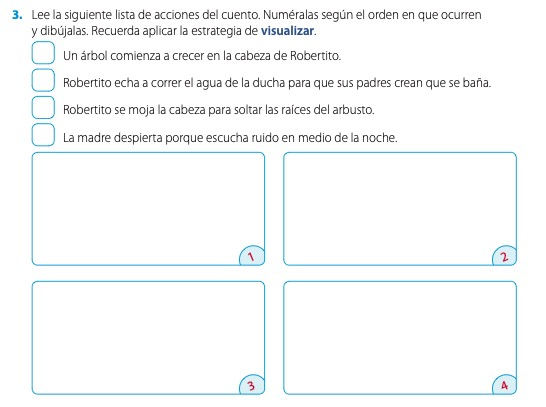 3. Lee la siguiente lista de acciones del cuento. Numéralas según el orden en que ocurren
y dibújalas. Recuerda aplicar la estrategia de visualizar.
Un árbol comienza a crecer en la cabeza de Robertito.
Robertito echa a correr el agua de la ducha para que sus padres crean que se baña.
Robertito se moja la cabeza para soltar las raíces del arbusto.
La madre despierta porque escucha ruido en medio de la noche.
1
2
3
4